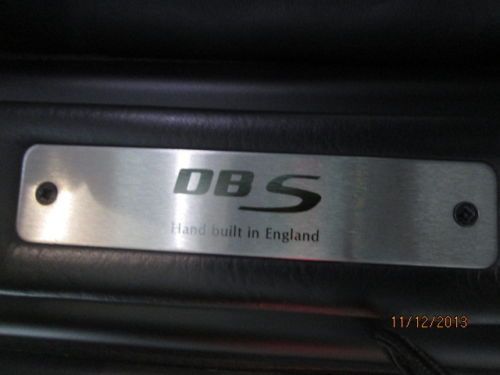 DBS
Hand built in England
11/12/2013